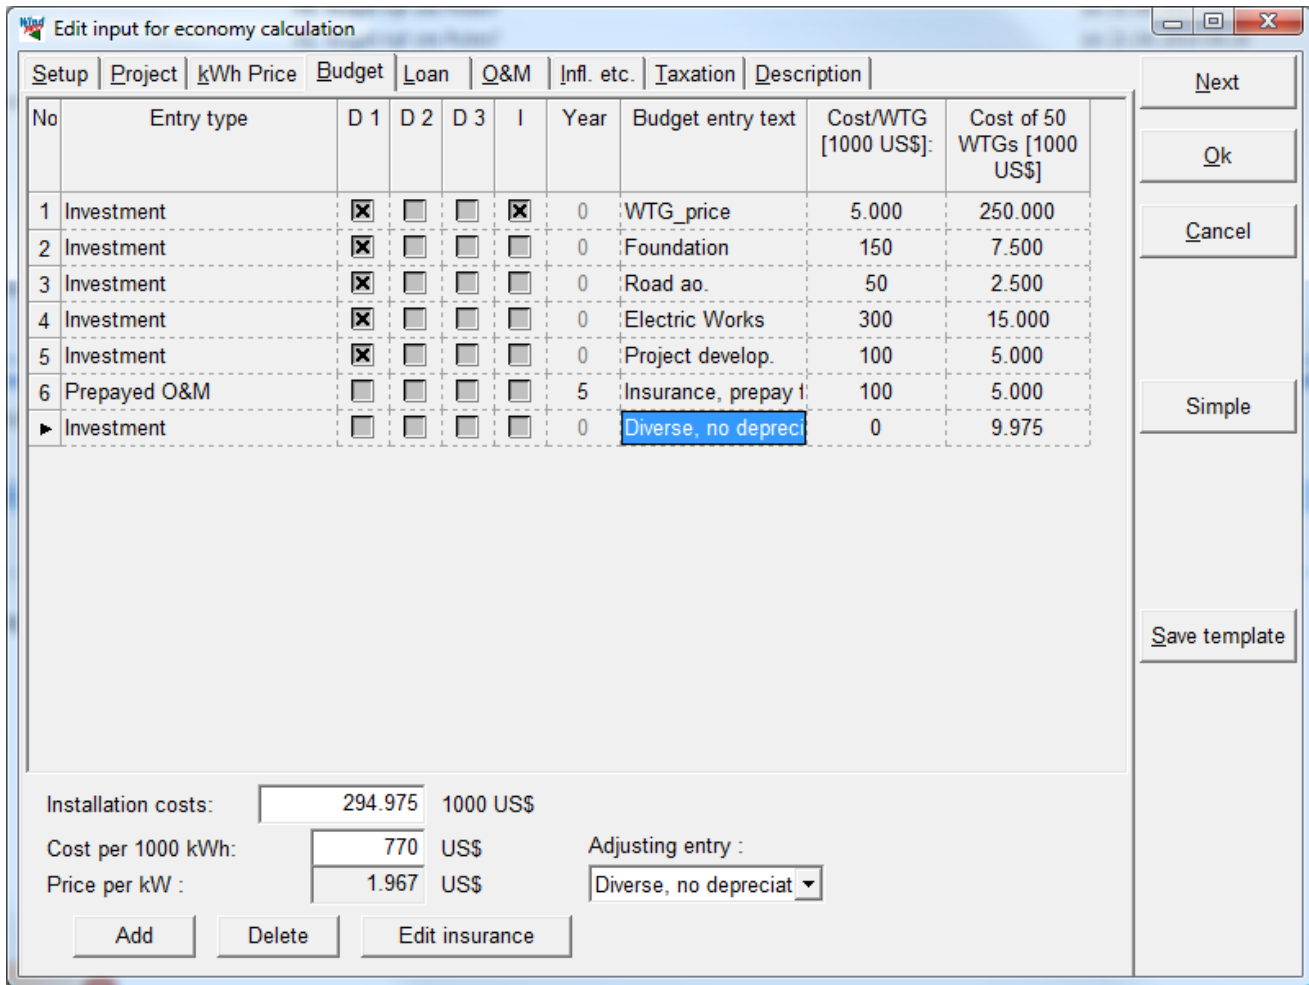 Edit input for economy calculation
Setup Project kWh Price Budget Loan O&M Infl. etc. Taxation Description
Next
Ok
Cancel
Simple
Save template
No Entry type D 1 D 2 D 3 I Year Budget entry text Cost/WTG [1000 US$]: Cost of 50 WTGs [1000 US$]
1 Investment 0 WTG_price 5.000 250.000
2 Investment 0 Foundation 150 7.500
3 Investment 0 Road ao. 50 2.500
4 Investment 0 Electric Works 300 15.000
5 Investment 0 Project develop. 100 5.000
6 Prepayed O&M 5 Insurance, prepay f 100 5.000
Investment 0 Diverse, no depreci 0 9.975
Installation costs: 294.975 1000 US$
Cost per 1000 kWh: 770 US$
Adjusting entry :
Price per kW : 1.967 US$
Diverse, no depreciat
Add Delete Edit insurance